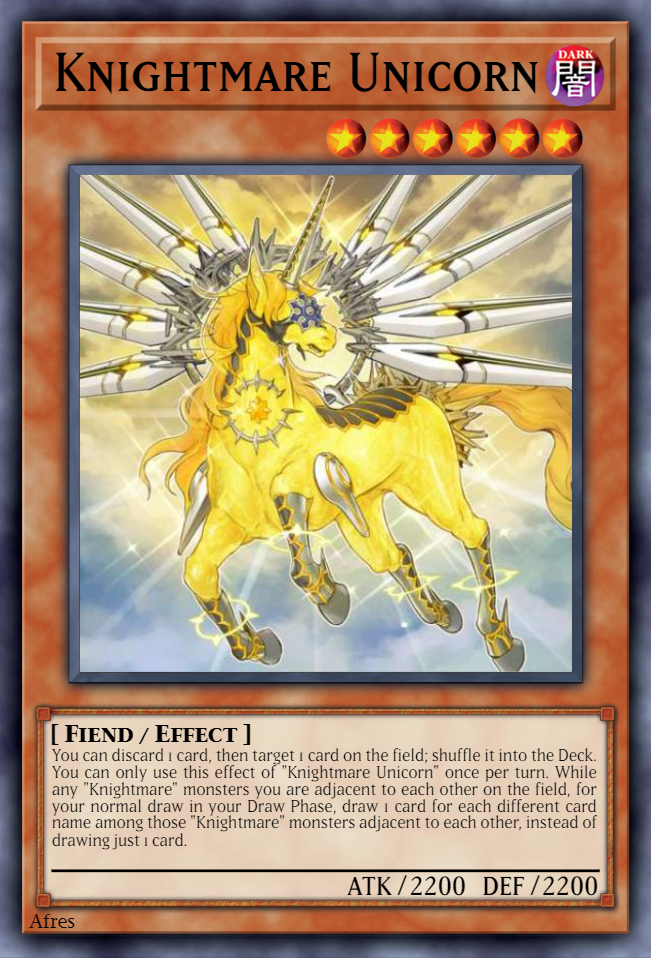 Knightmare Unicorn
DARK
闇
[ Fiend / Effect ]
You can discard 1 card, then target 1 card on the field; shuffle it into the Deck.
You can only use this effect of "Knightmare Unicorn" once per turn. While
any "Knightmare" monsters you are adjacent to each other on the field, for
your normal draw in your Draw Phase, draw 1 card for each different card
name among those "Knightmare" monsters adjacent to each other, instead of
drawing just 1 card.
ATK / 2200 DEF / 2200
Afres